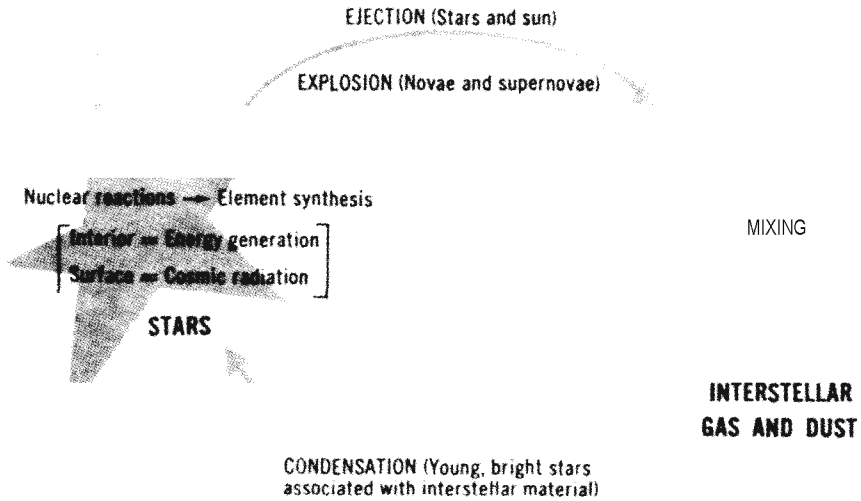 EJECTION (Stars and sun)
EXPLOSION (Novae and supernovae)
Nuclear reactions → Element synthesis
Interior = Energy generation
Surface = Cosmic radiation
STARS
MIXING
INTERSTELLAR
GAS AND DUST
CONDENSATION (Young, bright stars
associated with interstellar material)